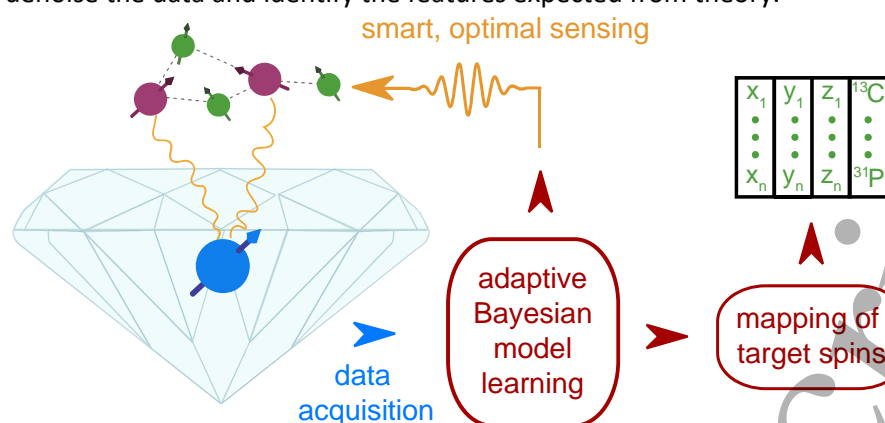 denoise the data and identify the features expected from theory.
smart, optimal sensing
x1 y1 z1 13C
xn yn zn 31P
adaptive
Bayesian
model
learning
mapping of
target spins
data
acquisition